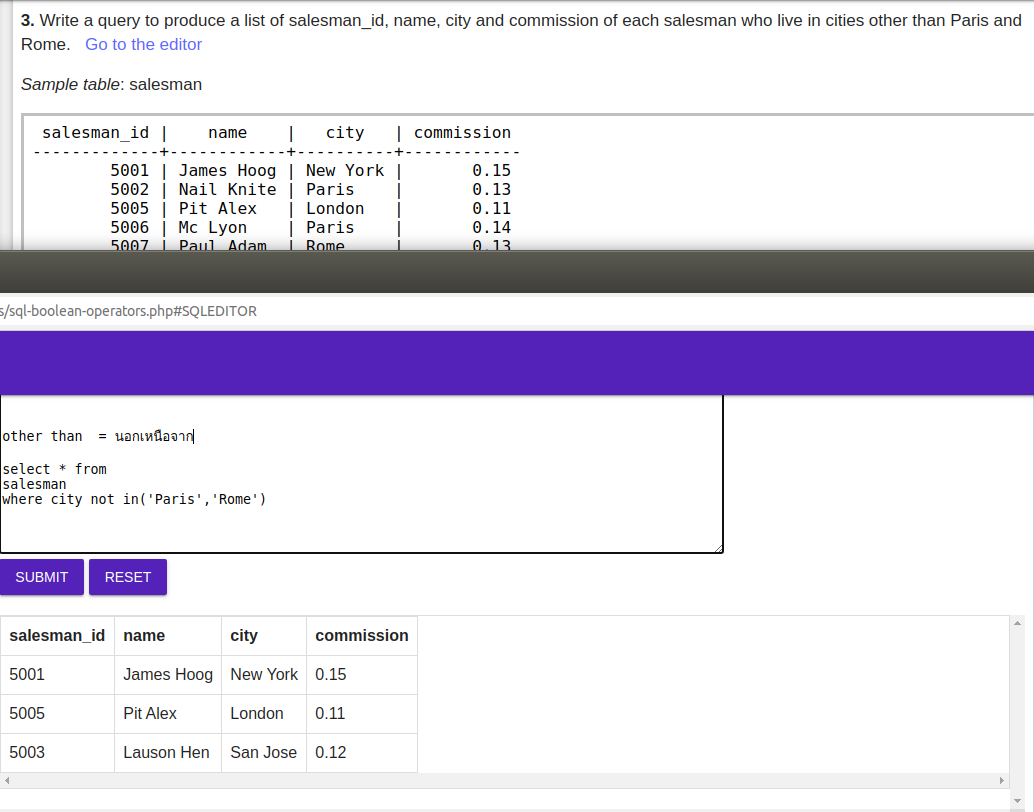 3. Write a query to produce a list of salesman_id, name, city and commission of each salesman who live in cities other than Paris and
Rome. Go to the editor
Sample table: salesman
salesman_id | name | city | commission
-------------+------------+----------+------------
5001 | James Hoog | New York | 0.15
5002 | Nail Knite | Paris | 0.13
5005 | Pit Alex | London | 0.11
5006 | Mc Lyon | Paris | 0.14
5007 | Paul Adam | Rome | 0.13
s/sql-boolean-operators.php#SQLEDITOR
other than = นอกเหนือจาก
select * from
salesman
where city not in('Paris','Rome')
SUBMIT RESET
salesman_id name city commission
5001 James Hoog New York 0.15
5005 Pit Alex London 0.11
5003 Lauson Hen San Jose 0.12